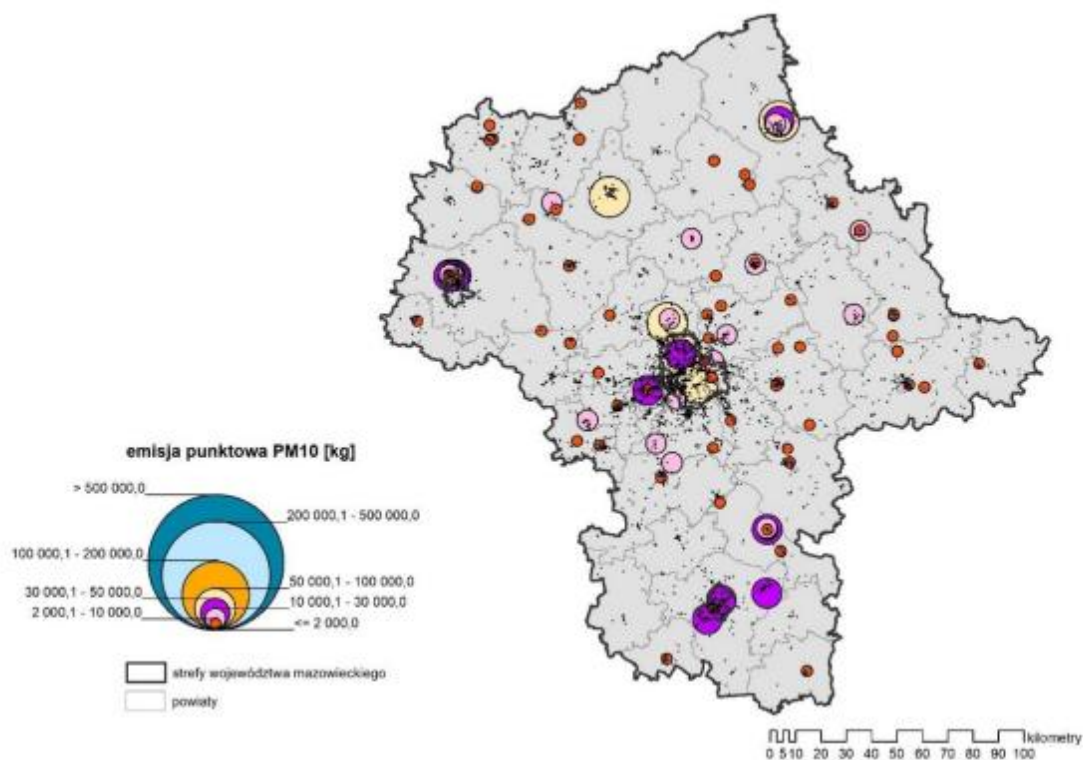 emisja punktowa PM10 [kg]
> 500 000,0
200 000,1 - 500 000,0
100 000,1 - 200 000,0
50 000,1 - 100 000,0
30 000,1 - 50 000,0
10 000,1 - 30 000,0
2 000,1 - 10 000,0
<= 2 000,0
strefy województwa mazowieckiego
powiaty
kilometry
0 5 10 20 30 40 50 60 70 80 90 100